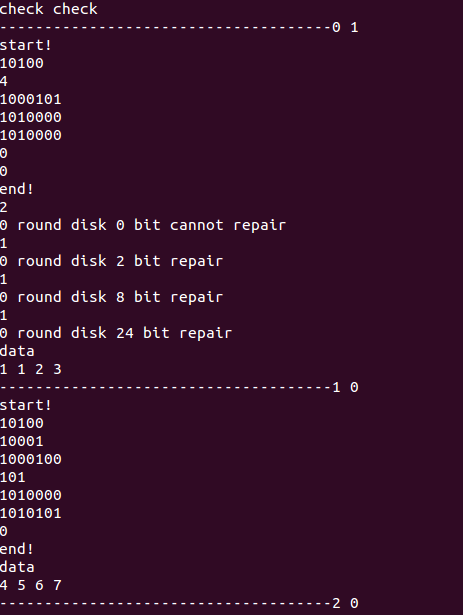 check check
-------------------------------------0 1
start!
10100
4
1000101
1010000
1010000
0
0
end!
2
0 round disk 0 bit cannot repair
1
0 round disk 2 bit repair
1
0 round disk 8 bit repair
1
0 round disk 24 bit repair
data
1 1 2 3
-------------------------------------1 0
start!
10100
10001
1000100
101
1010000
1010101
0
end!
data
4 5 6 7
-------------------------------------2 0